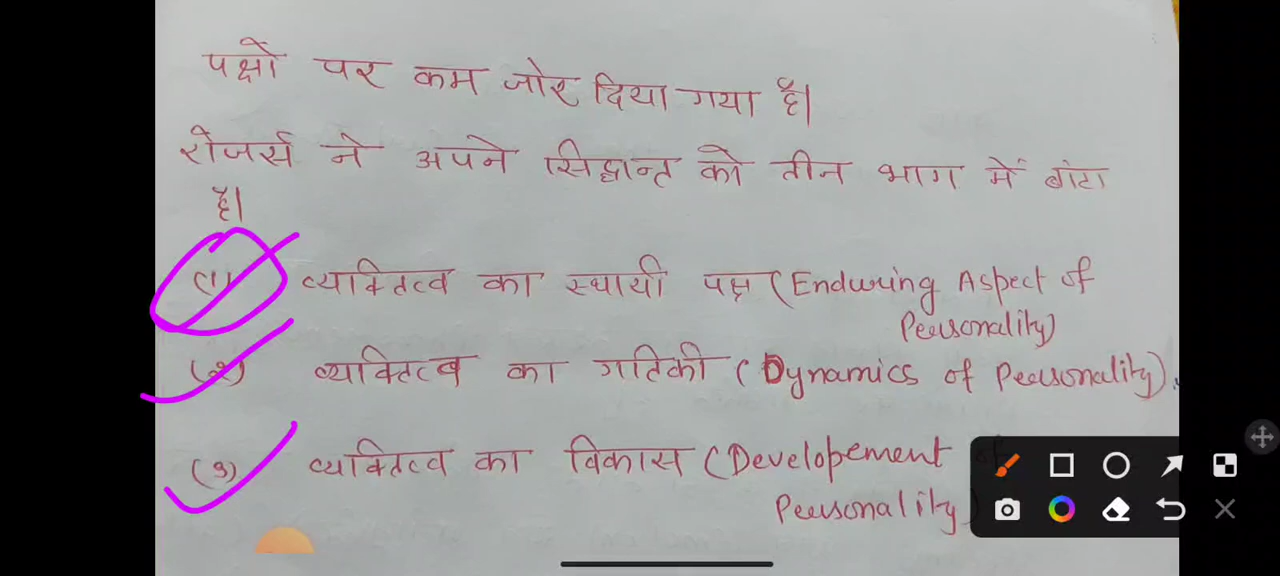 पक्षो पर कम जोर दिया गया है।
रोजर्स ने अपने सिद्धान्त को तीन भाग में बांटा
है।
(1) व्यक्तित्व का स्थायी पक्ष (Enduring Aspect of
Personality)
(२) व्यक्तित्व का गतिकी (Dynamics of Personality).
(3) व्यक्तित्व का विकास (Developement
Personality)